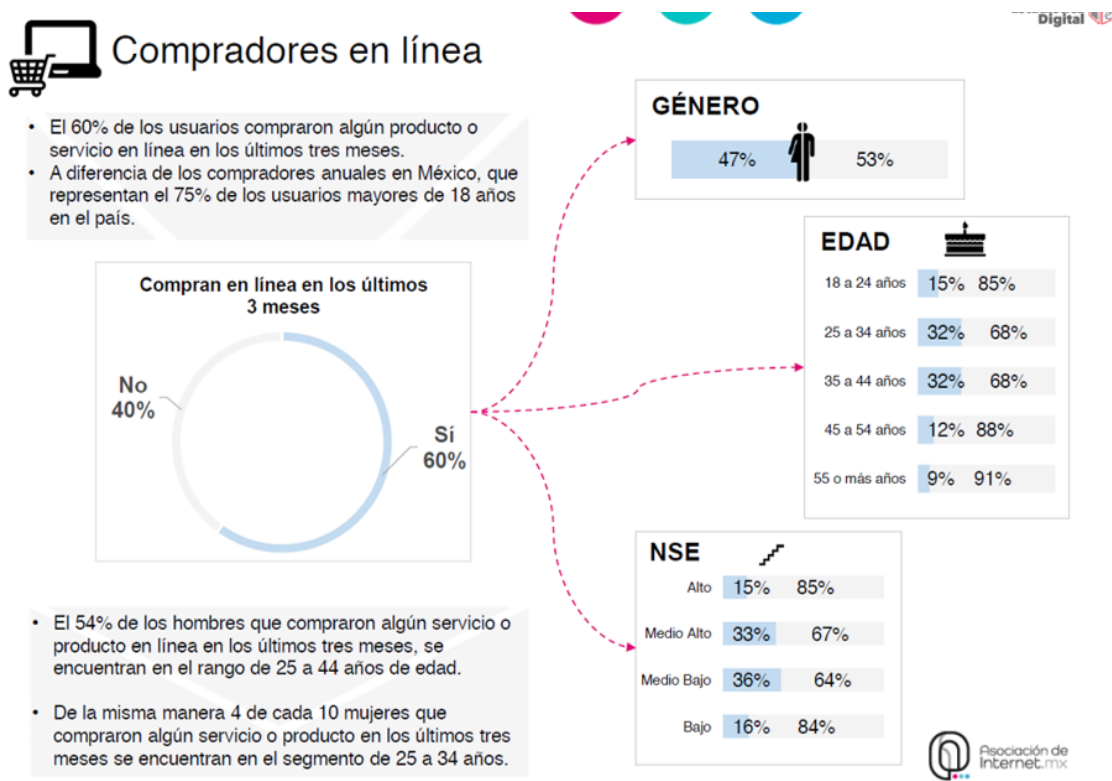 Digital
Compradores en línea
• El 60% de los usuarios compraron algún producto o
servicio en línea en los últimos tres meses.
• A diferencia de los compradores anuales en México, que
representan el 75% de los usuarios mayores de 18 años
en el país.
Compran en línea en los últimos
3 meses
No
40%
Sí
60%
• El 54% de los hombres que compraron algún servicio o
producto en línea en los últimos tres meses, se
encuentran en el rango de 25 a 44 años de edad.
• De la misma manera 4 de cada 10 mujeres que
compraron algún servicio o producto en los últimos tres
meses se encuentran en el segmento de 25 a 34 años.
GÉNERO
47% 53%
EDAD
18 a 24 años 15% 85%
25 a 34 años 32% 68%
35 a 44 años 32% 68%
45 a 54 años 12% 88%
55 o más años 9% 91%
NSE
Alto 15% 85%
Medio Alto 33% 67%
Medio Bajo 36% 64%
Bajo 16% 84%
Asociación de
Internet.mx